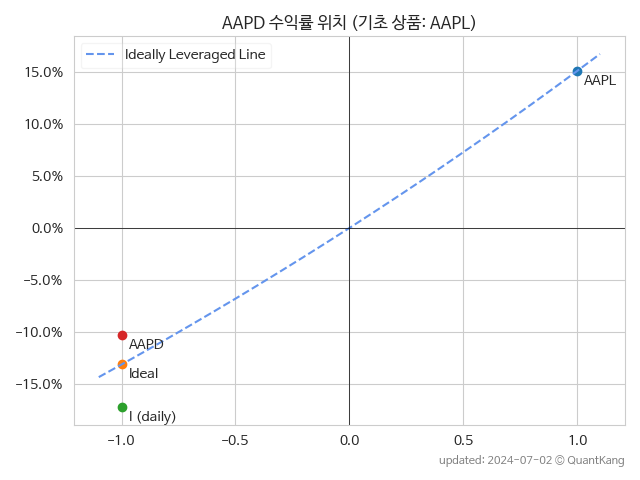 AAPD 수익률 위치 (기초 상품: AAPL)
Ideally Leveraged Line
15.0%
10.0%
5.0%
0.0%
−5.0%
−10.0%
−15.0%
AAPL
AAPD
Ideal
I (daily)
−1.0
−0.5
0.0
0.5
1.0
updated: 2024-07-02 © QuantKang